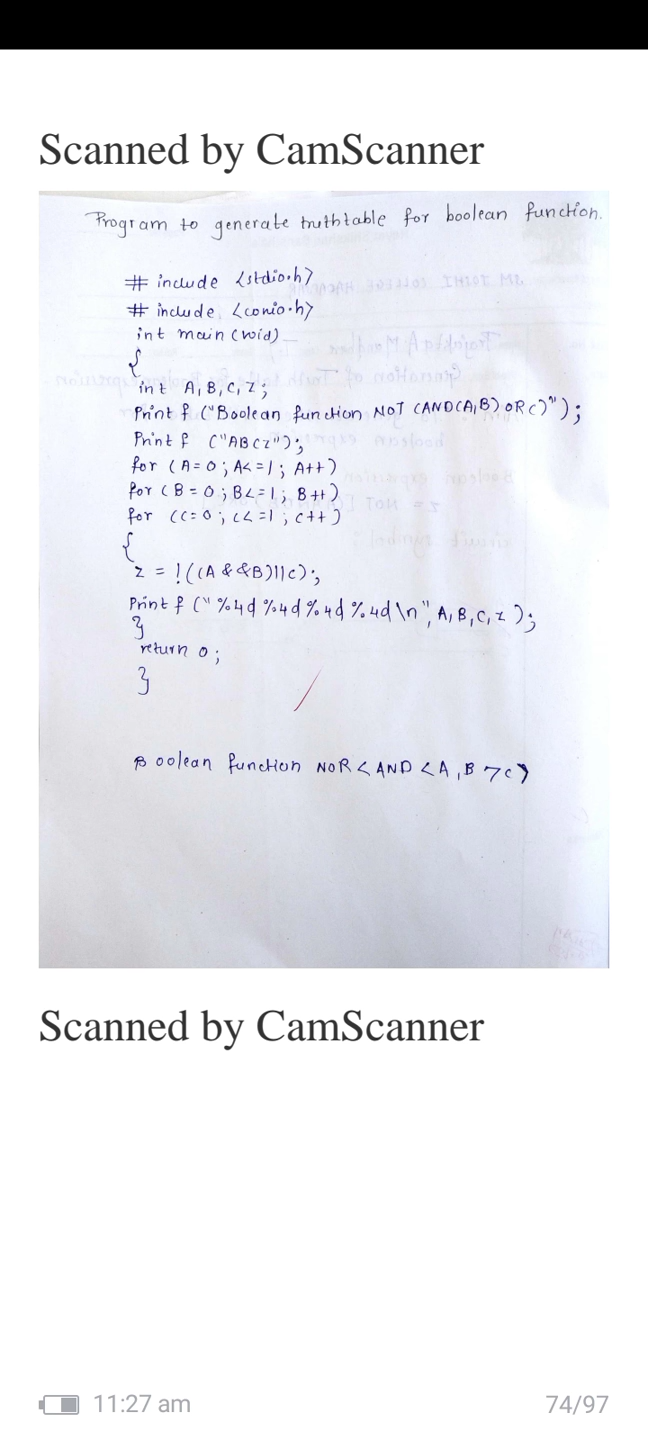 Scanned by CamScanner
Program to generate truthtable for boolean function.
# include <stdio.h>
# include <conio.h>
int main (void)
{
int A, B, C, Z;
Print f ("Boolean function NOT (AND(A,B) OR C)");
Print f ("ABCZ");
for (A=0; A<=1; A++)
for (B=0; B<=1; B++)
for (C=0; C<=1; C++)
{
z = !((A&&B)||C);
Print f ("%4d %4d %4d %4d \n", A, B, C, z);
}
return 0;
}
Boolean function NOR < AND < A, B > C >
Scanned by CamScanner
11:27 am
74/97